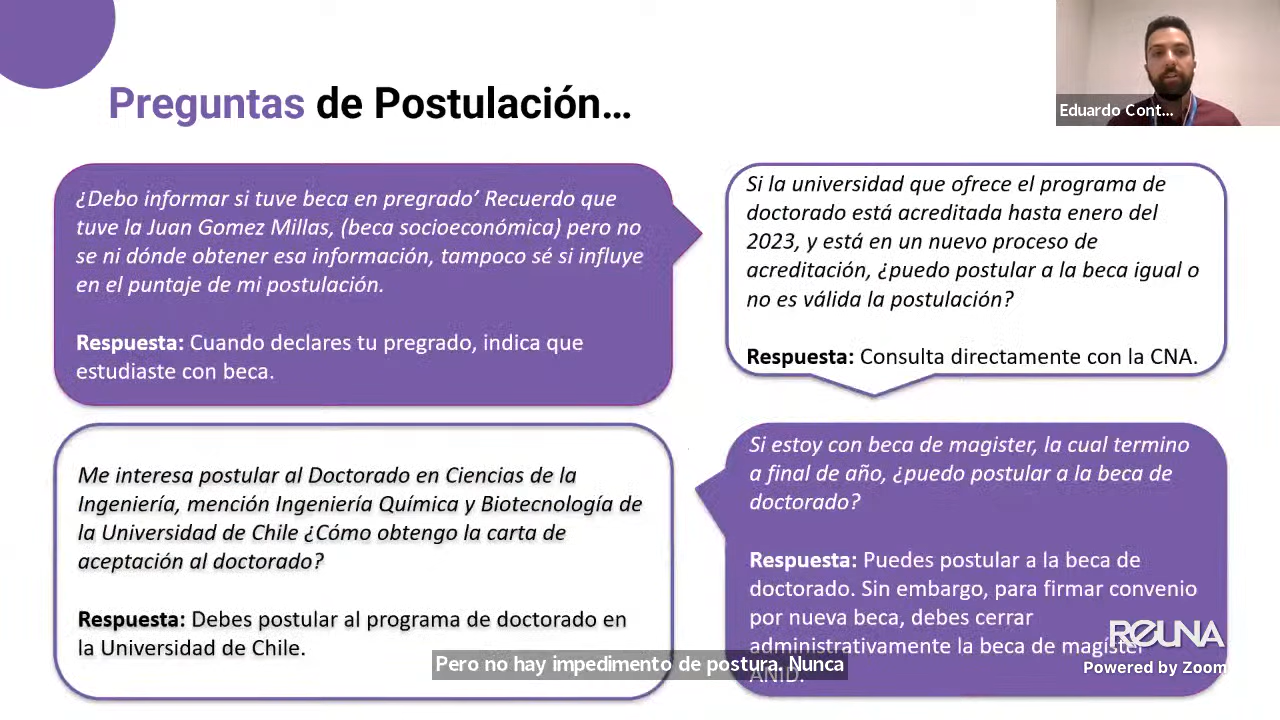 Preguntas de Postulación...
Eduardo Cont...
¿Debo informar si tuve beca en pregrado’ Recuerdo que
tuve la Juan Gomez Millas, (beca socioeconómica) pero no
se ni dónde obtener esa información, tampoco sé si influye
en el puntaje de mi postulación.
Respuesta: Cuando declares tu pregrado, indica que
estudiaste con beca.
Si la universidad que ofrece el programa de
doctorado está acreditada hasta enero del
2023, y está en un nuevo proceso de
acreditación, ¿puedo postular a la beca igual o
no es válida la postulación?
Respuesta: Consulta directamente con la CNA.
Me interesa postular al Doctorado en Ciencias de la
Ingeniería, mención Ingeniería Química y Biotecnología de
la Universidad de Chile ¿Cómo obtengo la carta de
aceptación al doctorado?
Respuesta: Debes postular al programa de doctorado en
la Universidad de Chile.
Si estoy con beca de magister, la cual termino
a final de año, ¿puedo postular a la beca de
doctorado?
Respuesta: Puedes postular a la beca de
doctorado. Sin embargo, para firmar convenio
por nueva beca, debes cerrar
administrativamente la beca de magíster
ANID.
REUNA
Powered by Zoom
Pero no hay impedimento de postura. Nunca